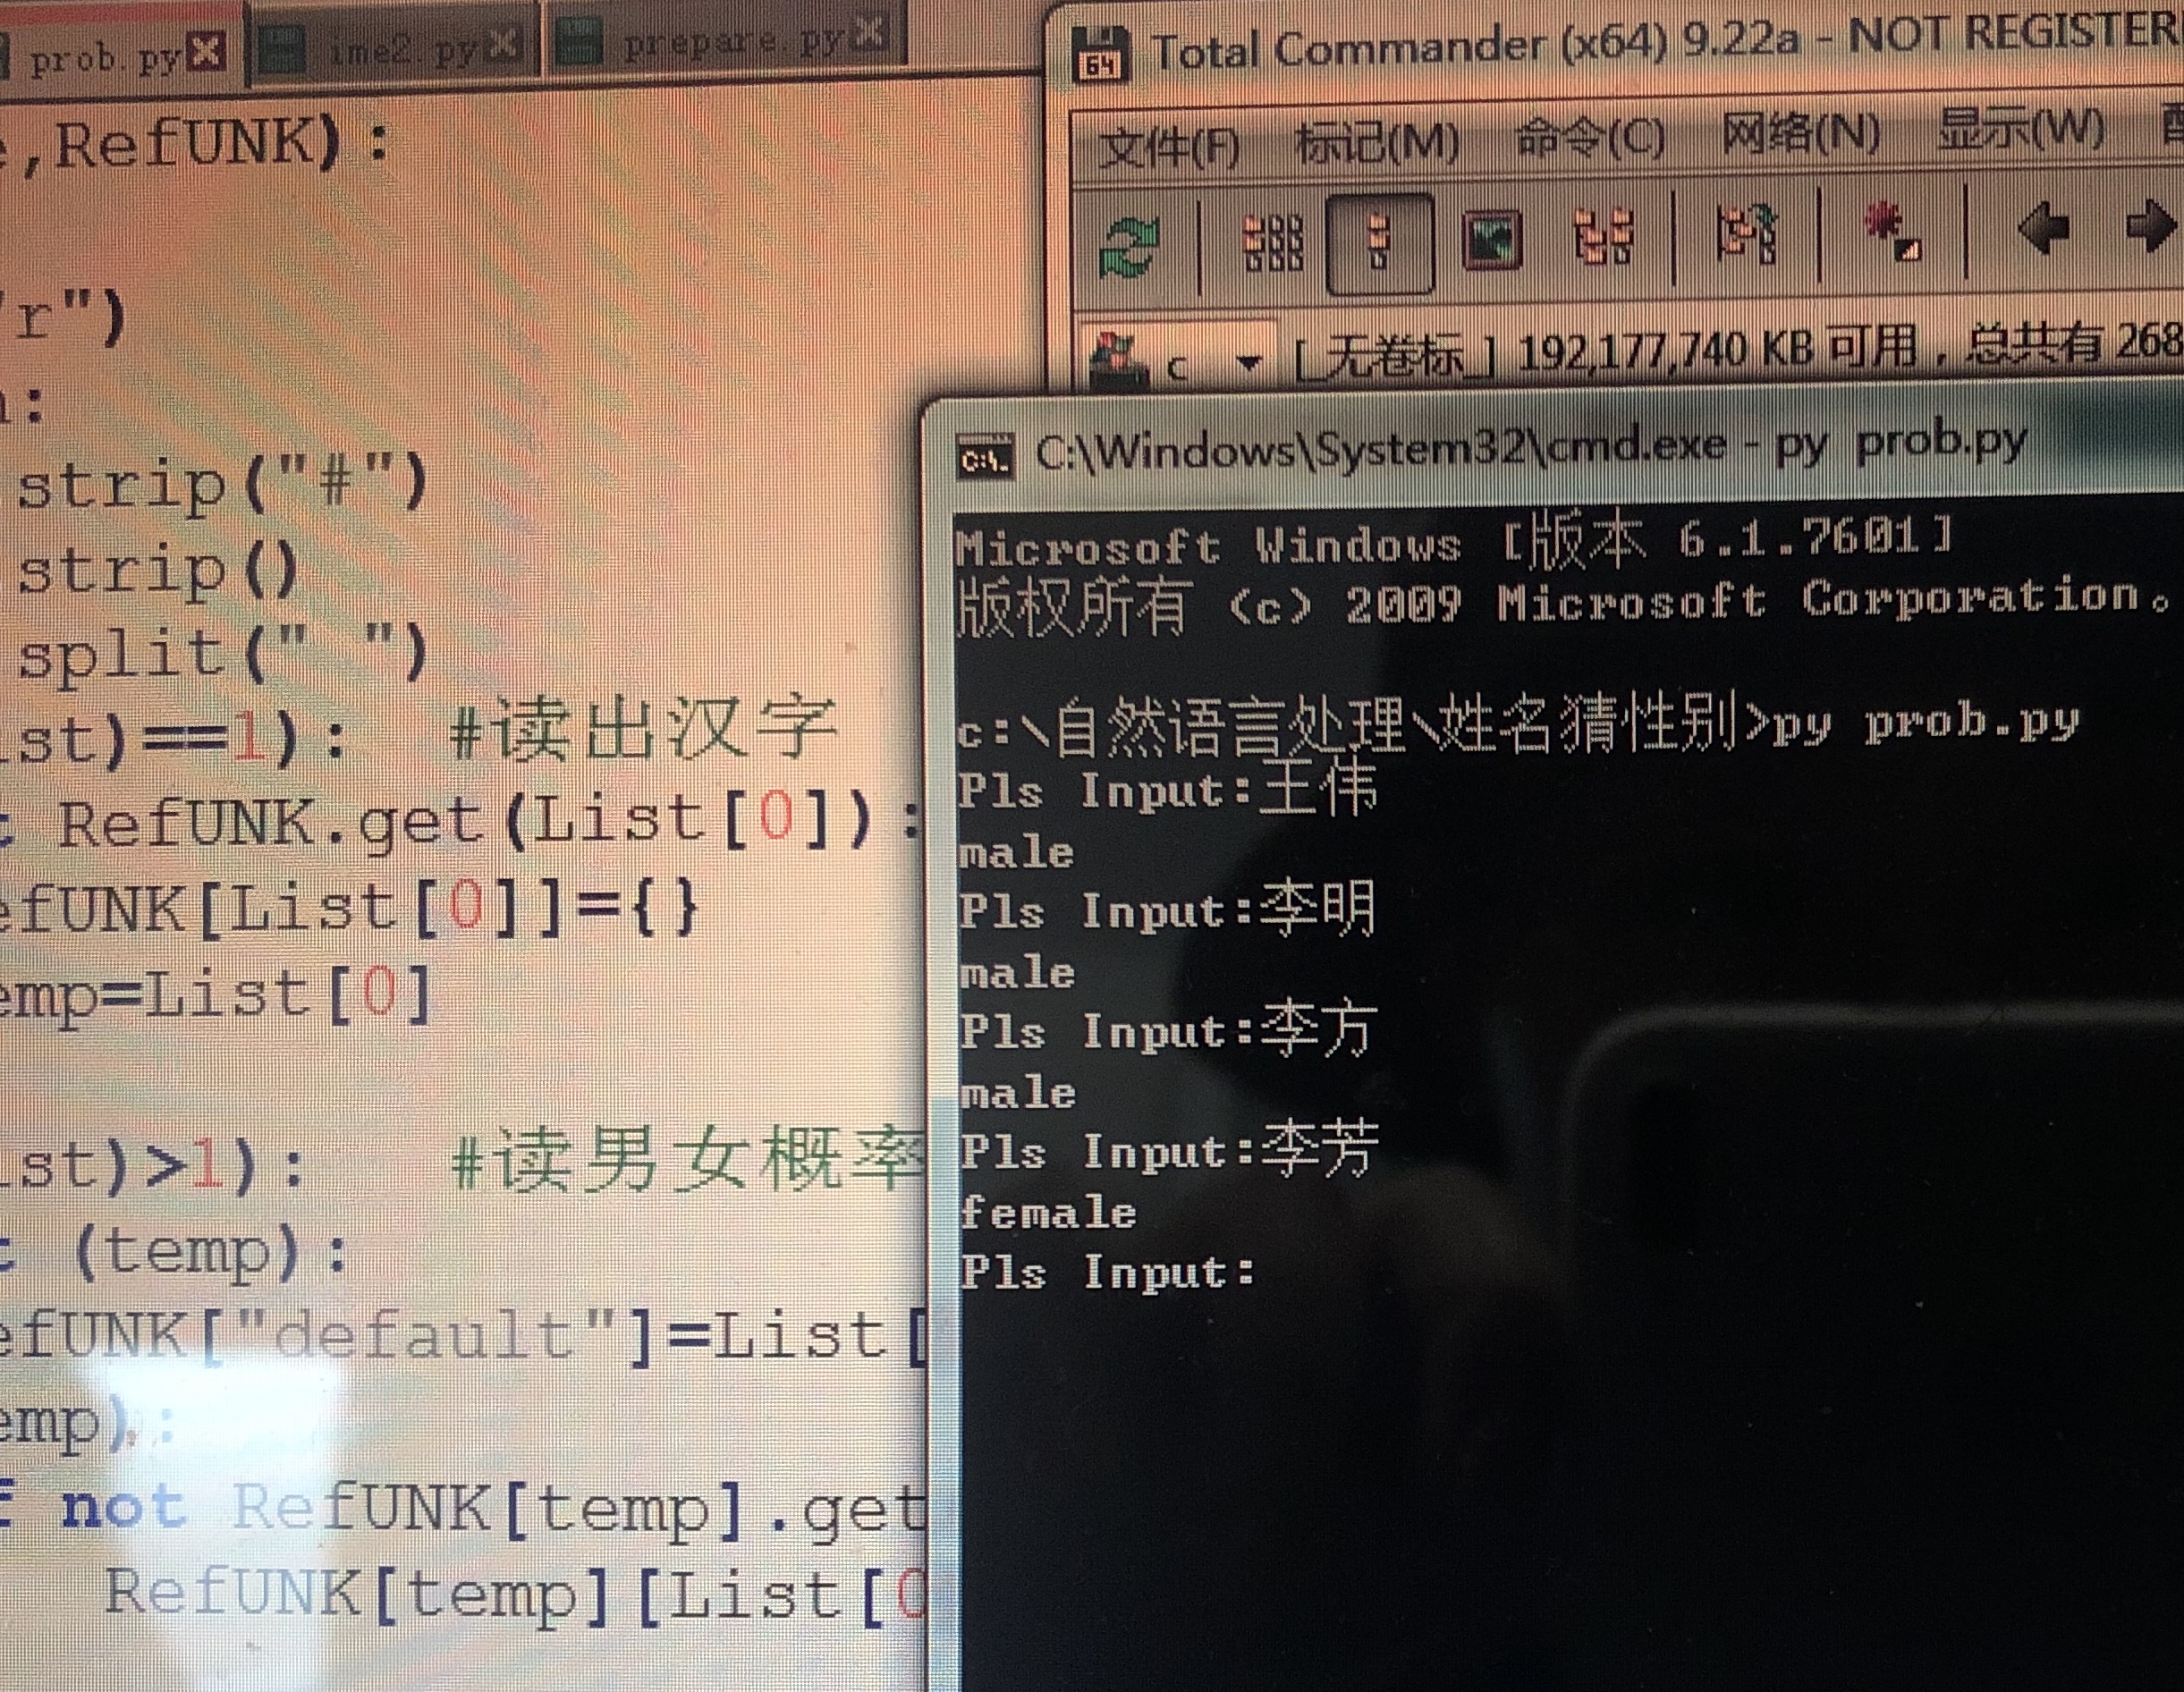 prob.py
ime2.py
prepare.py
,RefUNK):
r")
:
strip("#")
strip()
split(" ")
st)==1): #读出汉字
RefUNK.get(List[0]):
efUNK[List[0]]={}
emp=List[0]
st)>1): #读男女概率
(temp):
efUNK["default"]=List[
emp):
not RefUNK[temp].get
RefUNK[temp][List[0
Total Commander (x64) 9.22a - NOT REGISTER
文件(F) 标记(M) 命令(C) 网络(N) 显示(W)
c [_无卷标_] 192,177,740 KB 可用，总共有 268
C:\Windows\System32\cmd.exe - py prob.py
Microsoft Windows [版本 6.1.7601]
版权所有 (c) 2009 Microsoft Corporation。
c:\自然语言处理\姓名猜性别>py prob.py
Pls Input:王伟
male
Pls Input:李明
male
Pls Input:李方
male
Pls Input:李芳
female
Pls Input: